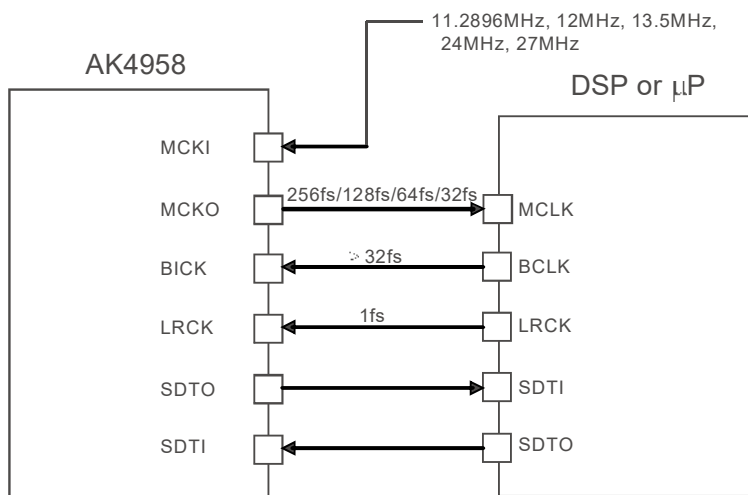 11.2896MHz, 12MHz, 13.5MHz,
24MHz, 27MHz
AK4958
DSP or μP
MCKI
MCKO
256fs/128fs/64fs/32fs
MCLK
BICK
≥ 32fs
BCLK
LRCK
1fs
LRCK
SDTO
SDTI
SDTI
SDTO